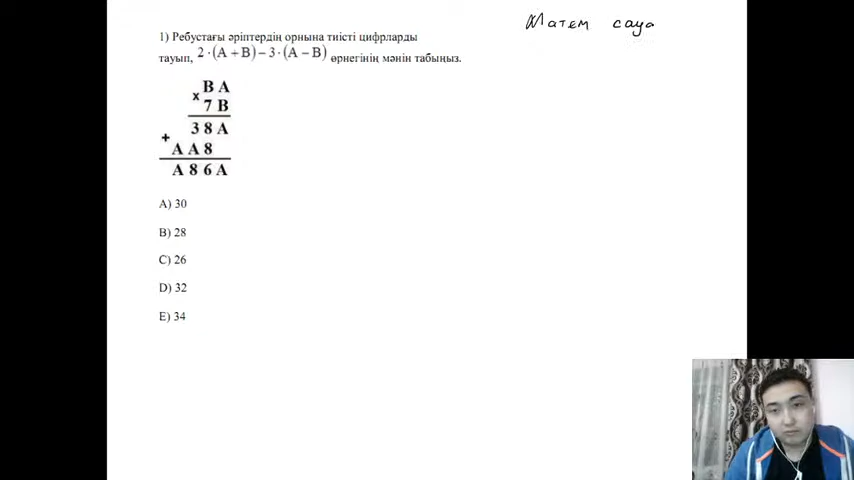 Матем сауа
1) Ребустағы әріптердің орнына тиісті цифрларды
тауып, 2·(A+B)−3·(A−B) өрнегінің мәнін табыңыз.
B A
x
7 B
3 8 A
+
A A 8
A 8 6 A
A) 30
B) 28
C) 26
D) 32
E) 34